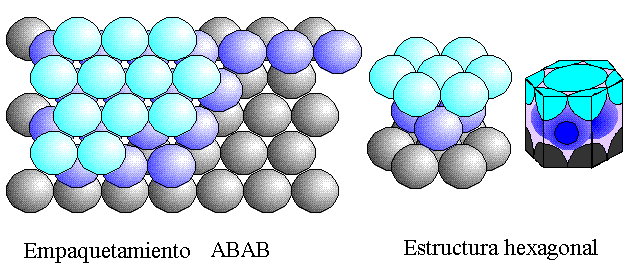 Empaquetamiento ABAB
Estructura hexagonal